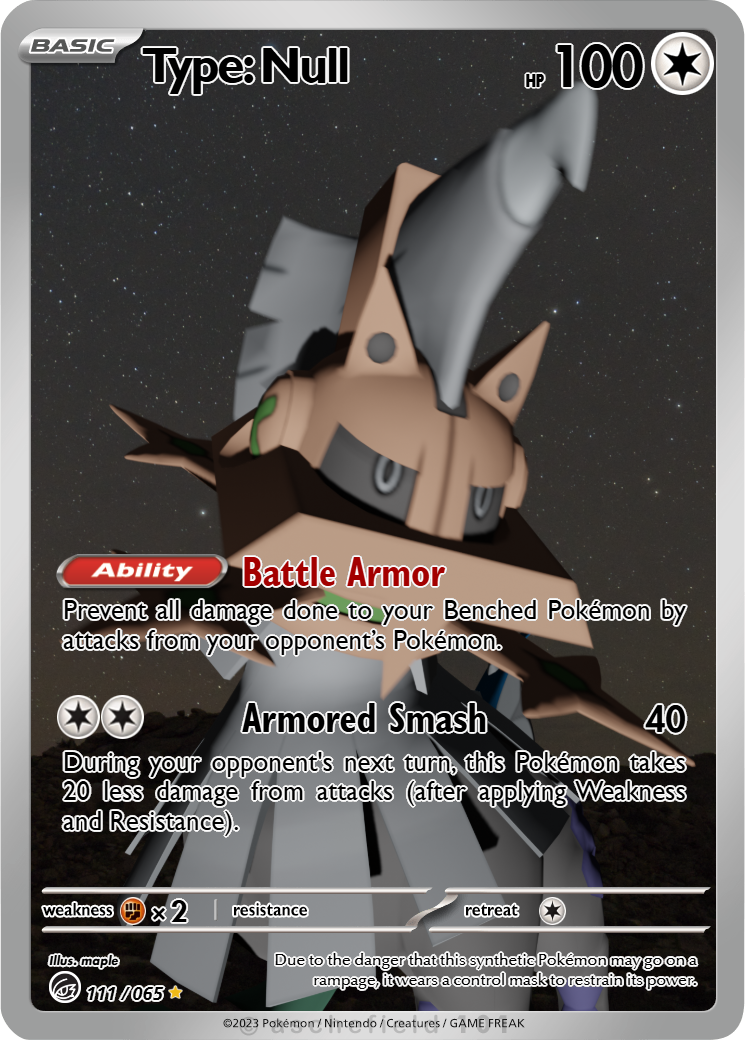 BASIC
Type: Null
HP 100
Ability
Battle Armor
Prevent all damage done to your Benched Pokémon by
attacks from your opponent's Pokémon.
Armored Smash 40
During your opponent's next turn, this Pokémon takes
20 less damage from attacks (after applying Weakness
and Resistance).
weakness × 2 resistance retreat
Illus. maple
Due to the danger that this synthetic Pokémon may go on a
rampage, it wears a control mask to restrain its power.
111 / 065
©2023 Pokémon / Nintendo / Creatures / GAME FREAK